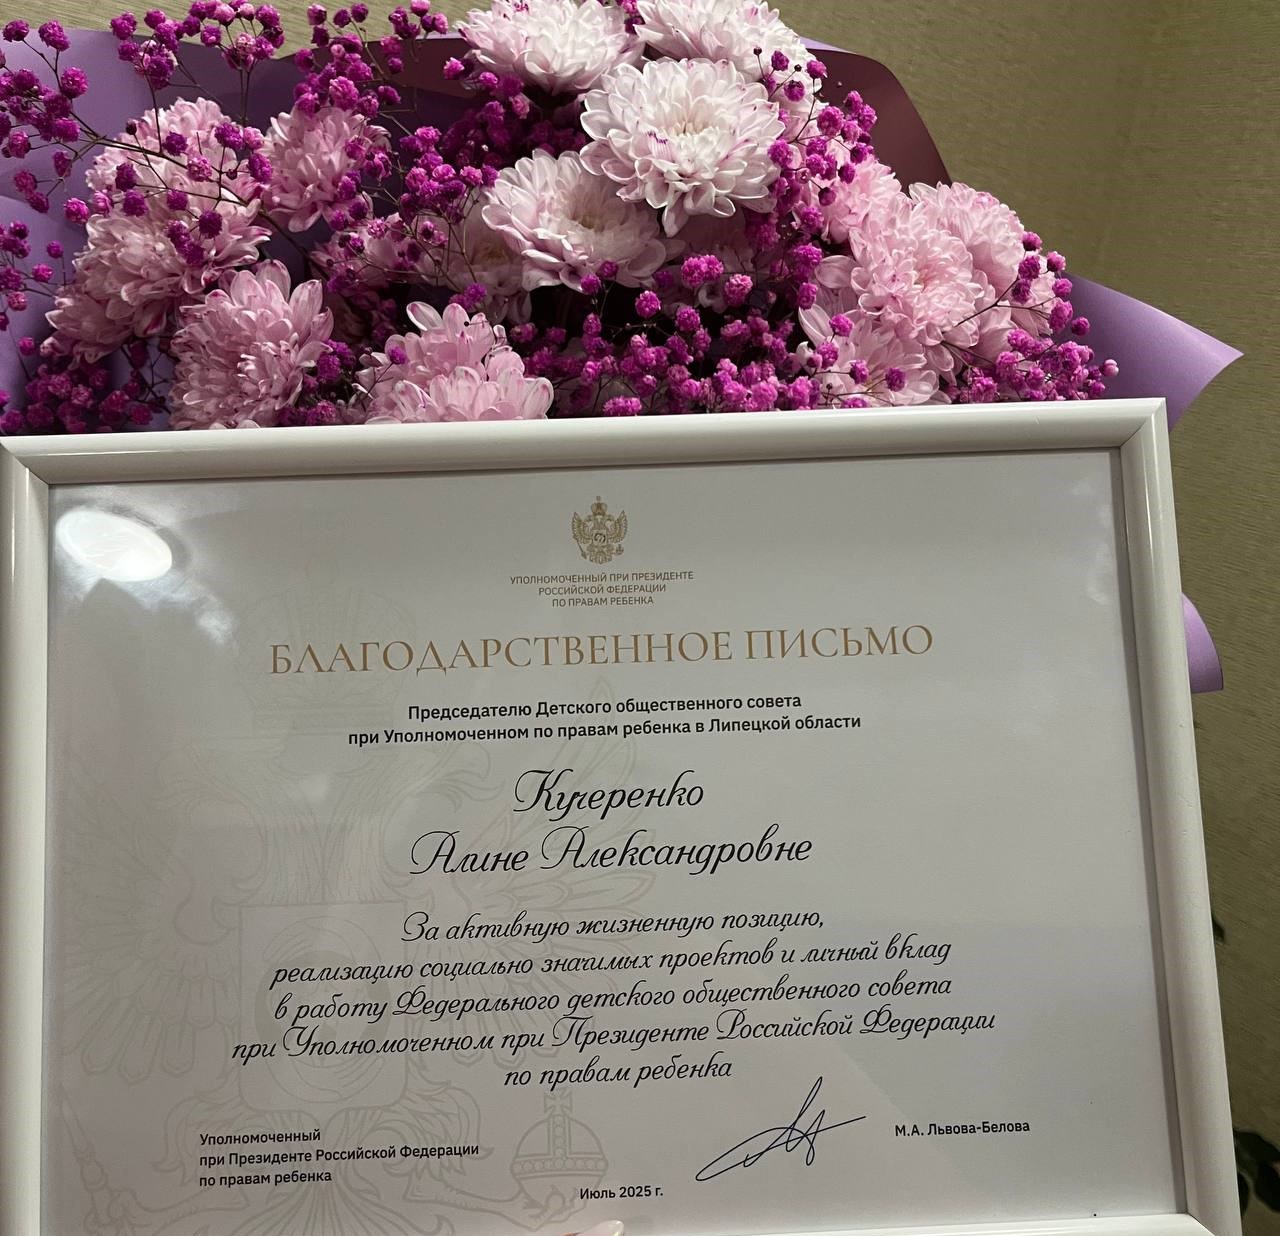 УПОЛНОМОЧЕННЫЙ ПРИ ПРЕЗИДЕНТЕ
РОССИЙСКОЙ ФЕДЕРАЦИИ
ПО ПРАВАМ РЕБЕНКА
БЛАГОДАРСТВЕННОЕ ПИСЬМО
Председателю Детского общественного совета
при Уполномоченном по правам ребенка в Липецкой области
Кучеренко
Алине Александровне
За активную жизненную позицию,
реализацию социально значимых проектов и личный вклад
в работу Федерального детского общественного совета
при Уполномоченном при Президенте Российской Федерации
по правам ребенка
Уполномоченный
при Президенте Российской Федерации
по правам ребенка
М.А. Львова-Белова
Июль 2025 г.